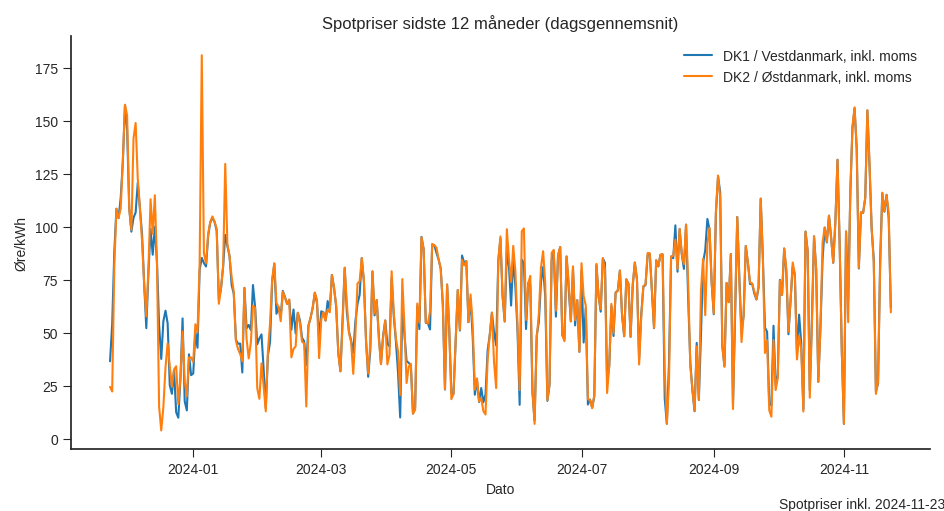 Spotpriser sidste 12 måneder (dagsgennemsnit)
DK1 / Vestdanmark, inkl. moms
DK2 / Østdanmark, inkl. moms
Øre/kWh
175
150
125
100
75
50
25
0
2024-01 2024-03 2024-05 2024-07 2024-09 2024-11
Dato
Spotpriser inkl. 2024-11-23